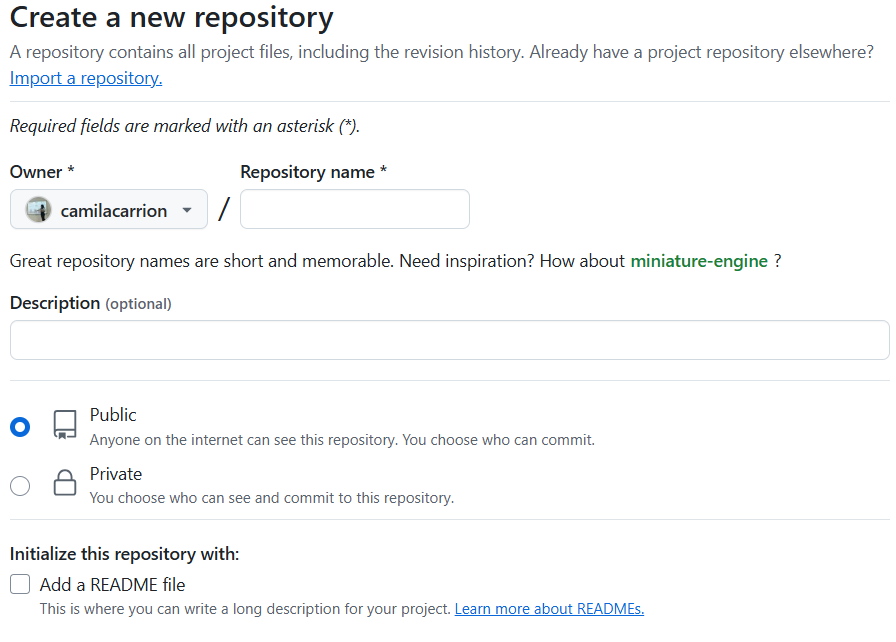 Create a new repository
A repository contains all project files, including the revision history. Already have a project repository elsewhere?
Import a repository.
Required fields are marked with an asterisk (*).
Owner *
Repository name *
camilacarrion
/
Great repository names are short and memorable. Need inspiration? How about miniature-engine ?
Description (optional)
Public
Anyone on the internet can see this repository. You choose who can commit.
Private
You choose who can see and commit to this repository.
Initialize this repository with:
Add a README file
This is where you can write a long description for your project. Learn more about READMEs.